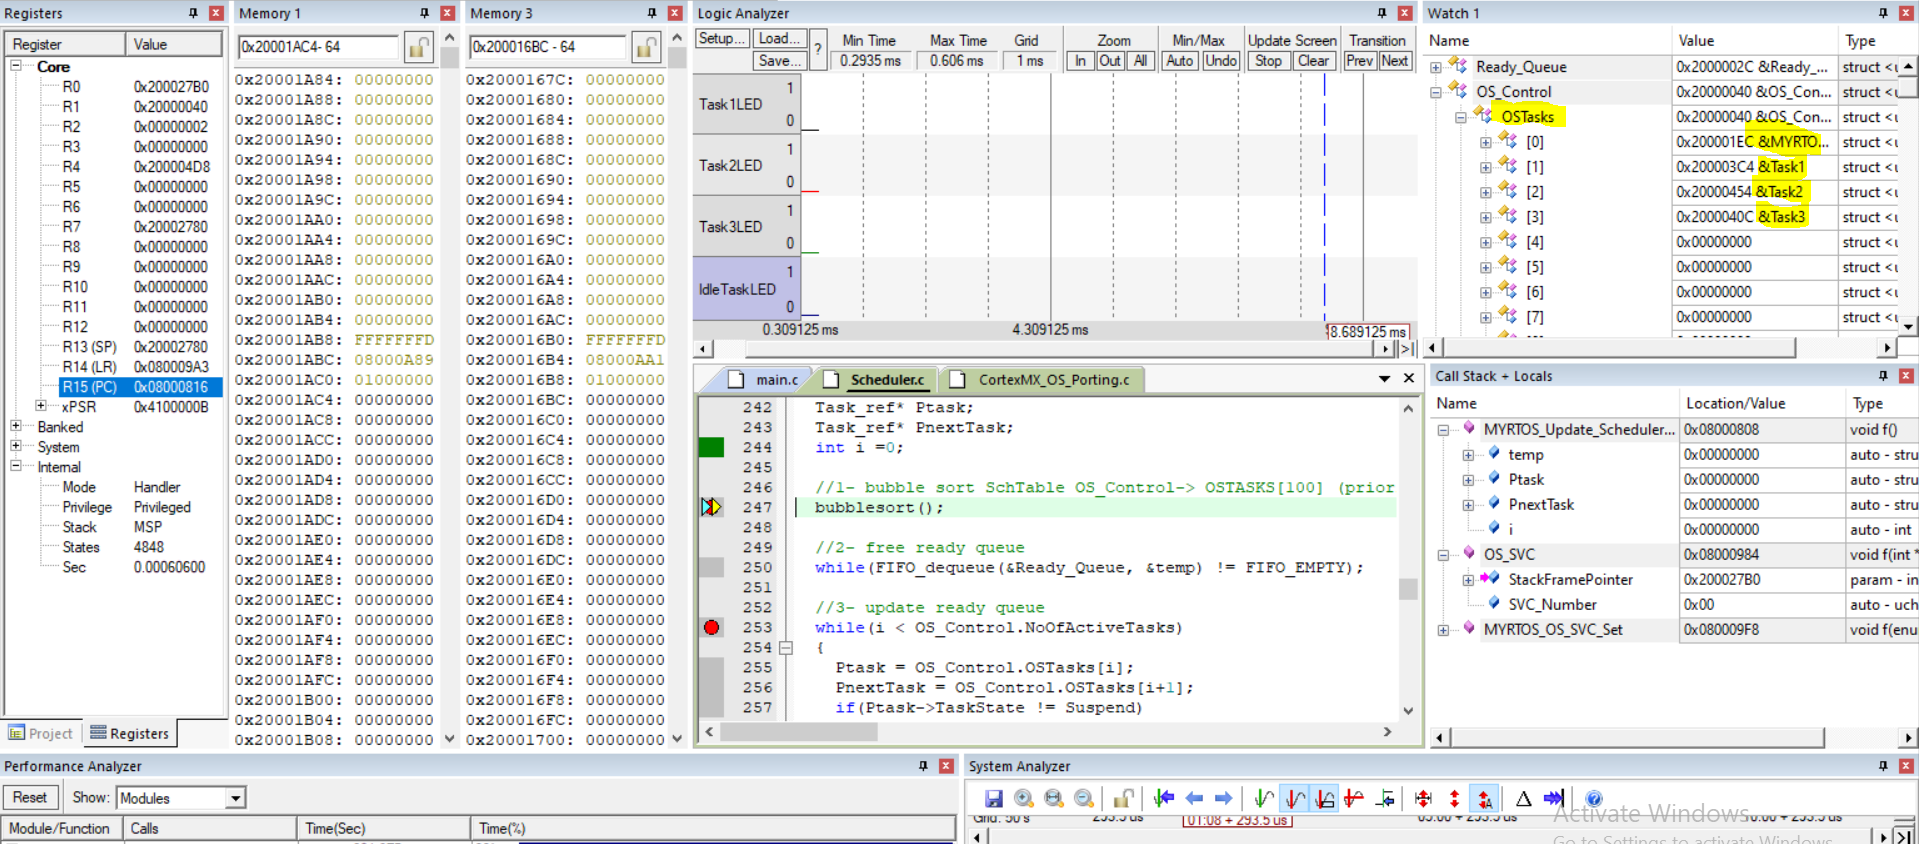 Registers
Register Value
Core
R0 0x200027B0
R1 0x20000040
R2 0x00000002
R3 0x00000000
R4 0x200004D8
R5 0x00000000
R6 0x00000000
R7 0x20002780
R8 0x00000000
R9 0x00000000
R10 0x00000000
R11 0x00000000
R12 0x00000000
R13 (SP) 0x20002780
R14 (LR) 0x080009A3
R15 (PC) 0x08000816
xPSR 0x4100000B
Banked
System
Internal
Mode Handler
Privilege Privileged
Stack MSP
States 4848
Sec 0.00060600
Project Registers
Memory 1
0x20001AC4- 64
0x20001A84: 00000000
0x20001A88: 00000000
0x20001A8C: 00000000
0x20001A90: 00000000
0x20001A94: 00000000
0x20001A98: 00000000
0x20001A9C: 00000000
0x20001AA0: 00000000
0x20001AA4: 00000000
0x20001AA8: 00000000
0x20001AAC: 00000000
0x20001AB0: 00000000
0x20001AB4: 00000000
0x20001AB8: FFFFFFFD
0x20001ABC: 08000A89
0x20001AC0: 01000000
0x20001AC4: 00000000
0x20001AC8: 00000000
0x20001ACC: 00000000
0x20001AD0: 00000000
0x20001AD4: 00000000
0x20001AD8: 00000000
0x20001ADC: 00000000
0x20001AE0: 00000000
0x20001AE4: 00000000
0x20001AE8: 00000000
0x20001AEC: 00000000
0x20001AF0: 00000000
0x20001AF4: 00000000
0x20001AF8: 00000000
0x20001AFC: 00000000
0x20001B00: 00000000
0x20001B04: 00000000
0x20001B08: 00000000
Memory 3
0x200016BC - 64
0x2000167C: 00000000
0x20001680: 00000000
0x20001684: 00000000
0x20001688: 00000000
0x2000168C: 00000000
0x20001690: 00000000
0x20001694: 00000000
0x20001698: 00000000
0x2000169C: 00000000
0x200016A0: 00000000
0x200016A4: 00000000
0x200016A8: 00000000
0x200016AC: 00000000
0x200016B0: FFFFFFFD
0x200016B4: 08000AA1
0x200016B8: 01000000
0x200016BC: 00000000
0x200016C0: 00000000
0x200016C4: 00000000
0x200016C8: 00000000
0x200016CC: 00000000
0x200016D0: 00000000
0x200016D4: 00000000
0x200016D8: 00000000
0x200016DC: 00000000
0x200016E0: 00000000
0x200016E4: 00000000
0x200016E8: 00000000
0x200016EC: 00000000
0x200016F0: 00000000
0x200016F4: 00000000
0x200016F8: 00000000
0x200016FC: 00000000
0x20001700: 00000000
Logic Analyzer
Setup... Load... Save... ?
Min Time Max Time Grid Zoom Min/Max Update Screen Transition
0.2935 ms 0.606 ms 1 ms In Out All Auto Undo Stop Clear Prev Next
Task1LED 1 0
Task2LED 1 0
Task3LED 1 0
IdleTaskLED 1 0
0.309125 ms 4.309125 ms 8.689125 ms
main.c Scheduler.c CortexMX_OS_Porting.c
242 Task_ref* Ptask;
243 Task_ref* PnextTask;
244 int i =0;
245
246 //1- bubble sort SchTable OS_Control-> OSTASKS[100] (prior
247 bubblesort();
248
249 //2- free ready queue
250 while(FIFO_dequeue(&Ready_Queue, &temp) != FIFO_EMPTY);
251
252 //3- update ready queue
253 while(i < OS_Control.NoOfActiveTasks)
254 {
255 Ptask = OS_Control.OSTasks[i];
256 PnextTask = OS_Control.OSTasks[i+1];
257 if(Ptask->TaskState != Suspend)
Watch 1
Name Value Type
Ready_Queue 0x2000002C &Ready_... struct <u
OS_Control 0x20000040 &OS_Con... struct <u
OSTasks 0x20000040 &OS_Con... struct <u
[0] 0x200001EC &MYRTO... struct <u
[1] 0x200003C4 &Task1 struct <u
[2] 0x20000454 &Task2 struct <u
[3] 0x2000040C &Task3 struct <u
[4] 0x00000000 struct <u
[5] 0x00000000 struct <u
[6] 0x00000000 struct <u
[7] 0x00000000 struct <u
Call Stack + Locals
Name Location/Value Type
MYRTOS_Update_Scheduler... 0x08000808 void f()
temp 0x00000000 auto - stru
Ptask 0x00000000 auto - stru
PnextTask 0x00000000 auto - stru
i 0x00000000 auto - int
OS_SVC 0x08000984 void f(int *
StackFramePointer 0x200027B0 param - in
SVC_Number 0x00 auto - uch
MYRTOS_OS_SVC_Set 0x080009F8 void f(enu
Performance Analyzer
Reset Show: Modules
Module/Function Calls Time(Sec) Time(%)
System Analyzer
Grid: 50 s 293.5 us 01:08 + 293.5 us
Activate Windows
Go to Settings to activate Windows.